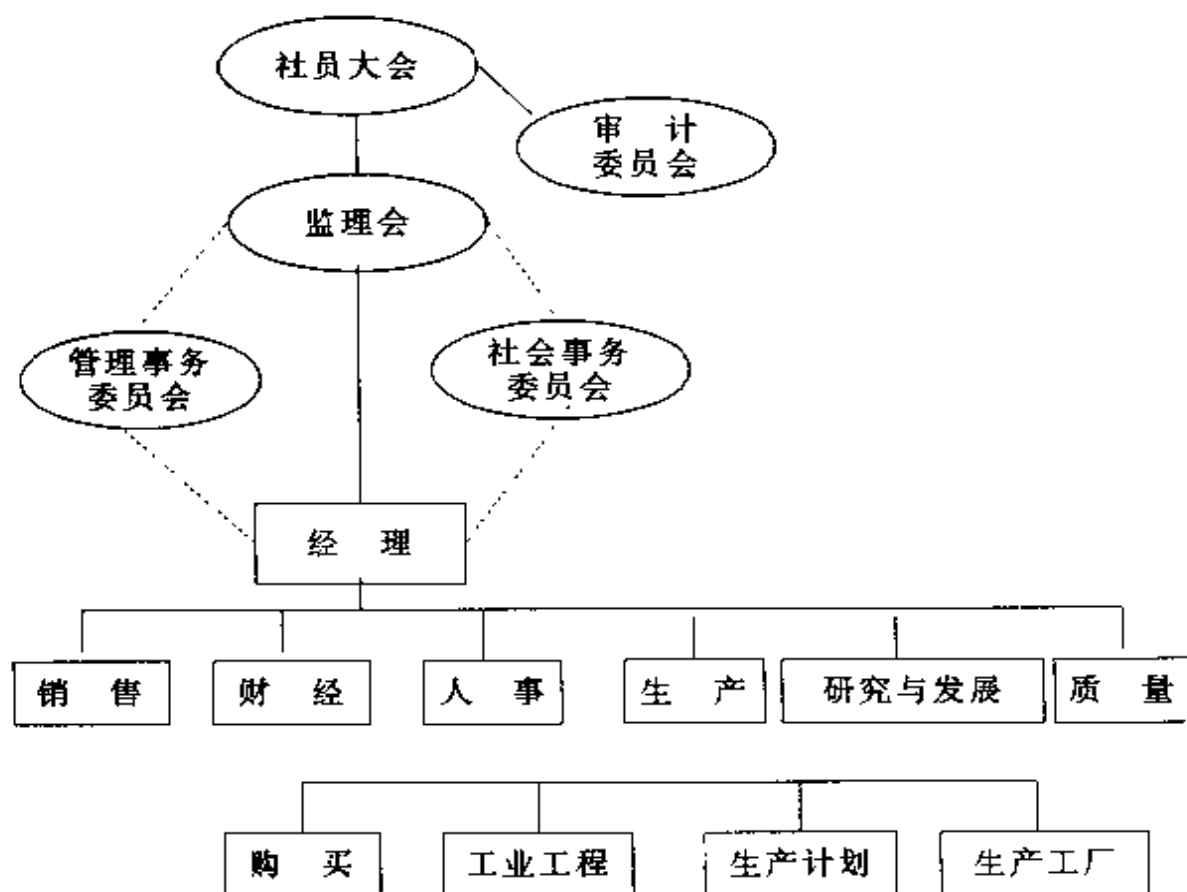 社员大会
审 计
委员会
监理会
管理事务
委员会
社会事务
委员会
经 理
销 售
财 经
人 事
生 产
研究与发展
质 量
购 买
工业工程
生产计划
生产工厂